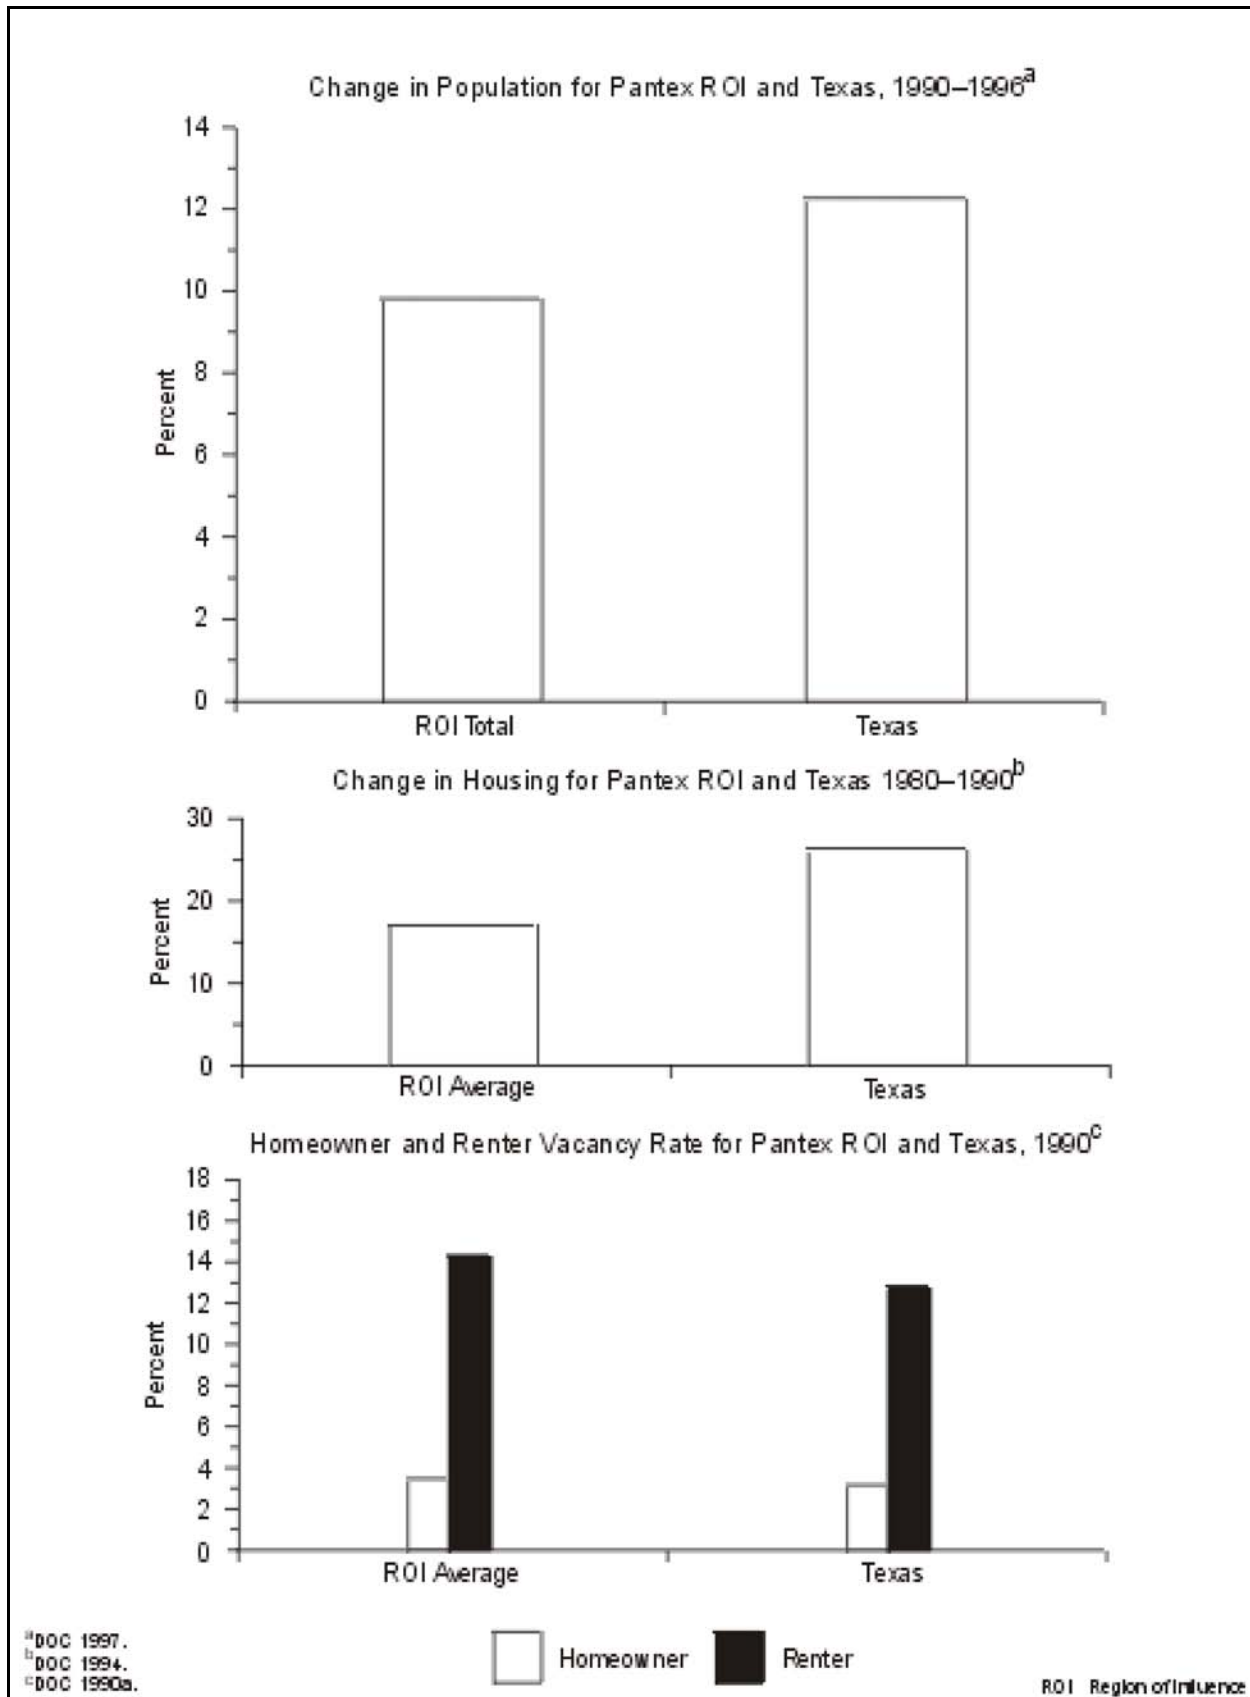 Change in Population for Pantex ROI and Texas, 1990–1996a
14
12
10
8
6
4
2
0
Percent
ROI Total Texas
Change in Housing for Pantex ROI and Texas 1980–1990b
30
20
10
0
Percent
ROI Average Texas
Homeowner and Renter Vacancy Rate for Pantex ROI and Texas, 1990c
18
16
14
12
10
8
6
4
2
0
Percent
ROI Average Texas
Homeowner Renter
aDOC 1997.
bDOC 1994.
cDOC 1990a.
ROI Region of Influence